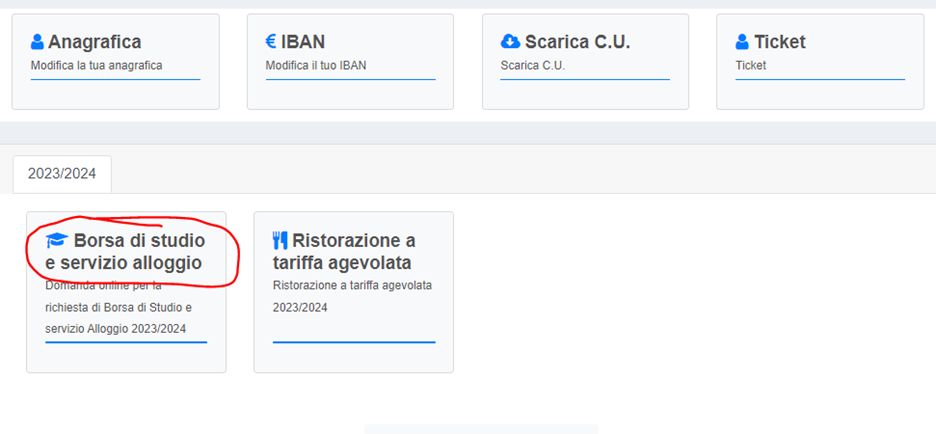 Anagrafica
Modifica la tua anagrafica
€ IBAN
Modifica il tuo IBAN
Scarica C.U.
Scarica C.U.
Ticket
Ticket
2023/2024
Borsa di studio
e servizio alloggio
Domanda online per la
richiesta di Borsa di Studio e
servizio Alloggio 2023/2024
Ristorazione a
tariffa agevolata
Ristorazione a tariffa agevolata
2023/2024